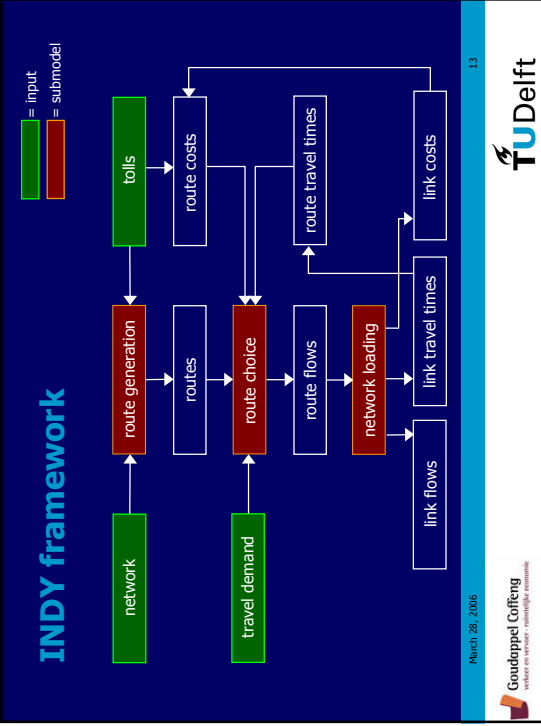 INDY framework
= input
= submodel
network
route generation
tolls
routes
route costs
travel demand
route choice
route flows
route travel times
network loading
link flows
link travel times
link costs
March 28, 2006
13
Goudappel Coffeng
verkeer en vervoer - ruimtelijke economie
TUDelft